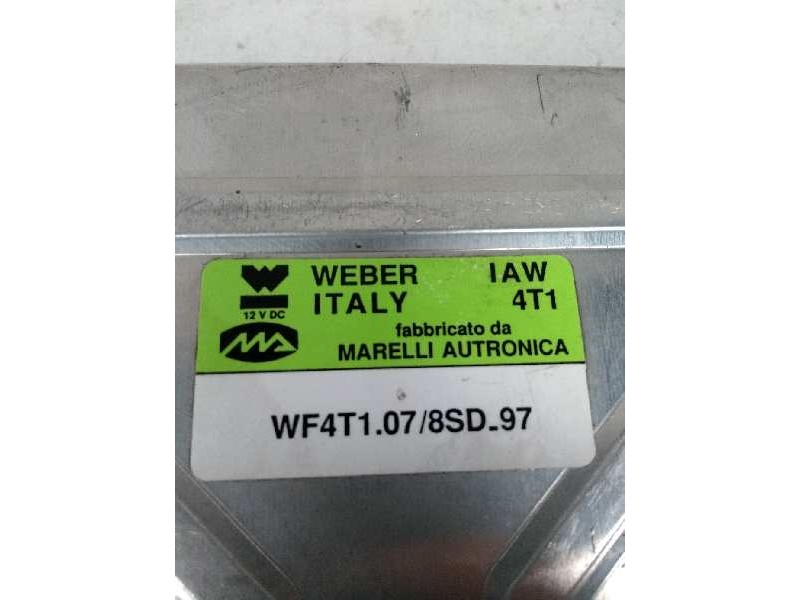 WEBER IAW
ITALY 4T1
12 V DC
fabbricato da
MARELLI AUTRONICA
WF4T1.07/8SD-97